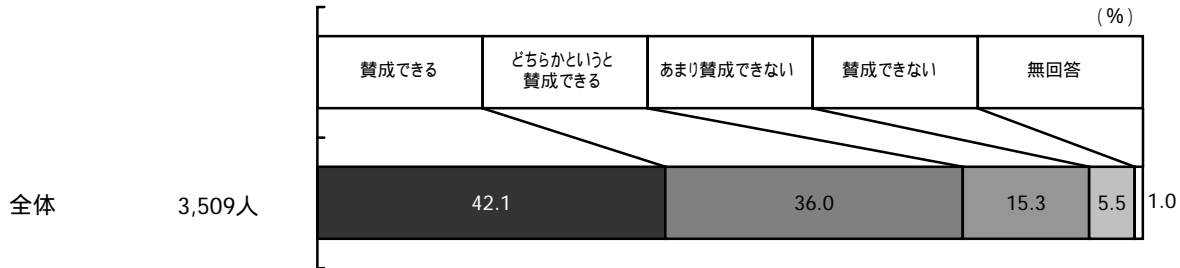 (%)
賛成できる
どちらかというと
賛成できる
あまり賛成できない
賛成できない
無回答
全体 3,509人 42.1 36.0 15.3 5.5 1.0